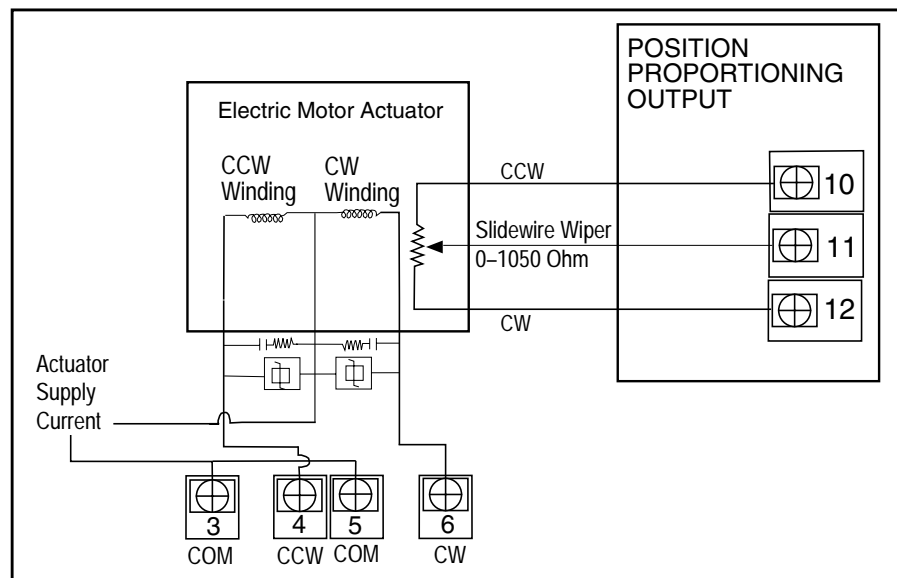 POSITION
PROPORTIONING
OUTPUT
Electric Motor Actuator
CCW
Winding
CW
Winding
CCW
10
Slidewire Wiper
0–1050 Ohm
11
CW
12
Actuator
Supply
Current
3
4
5
6
COM
CCW
COM
CW